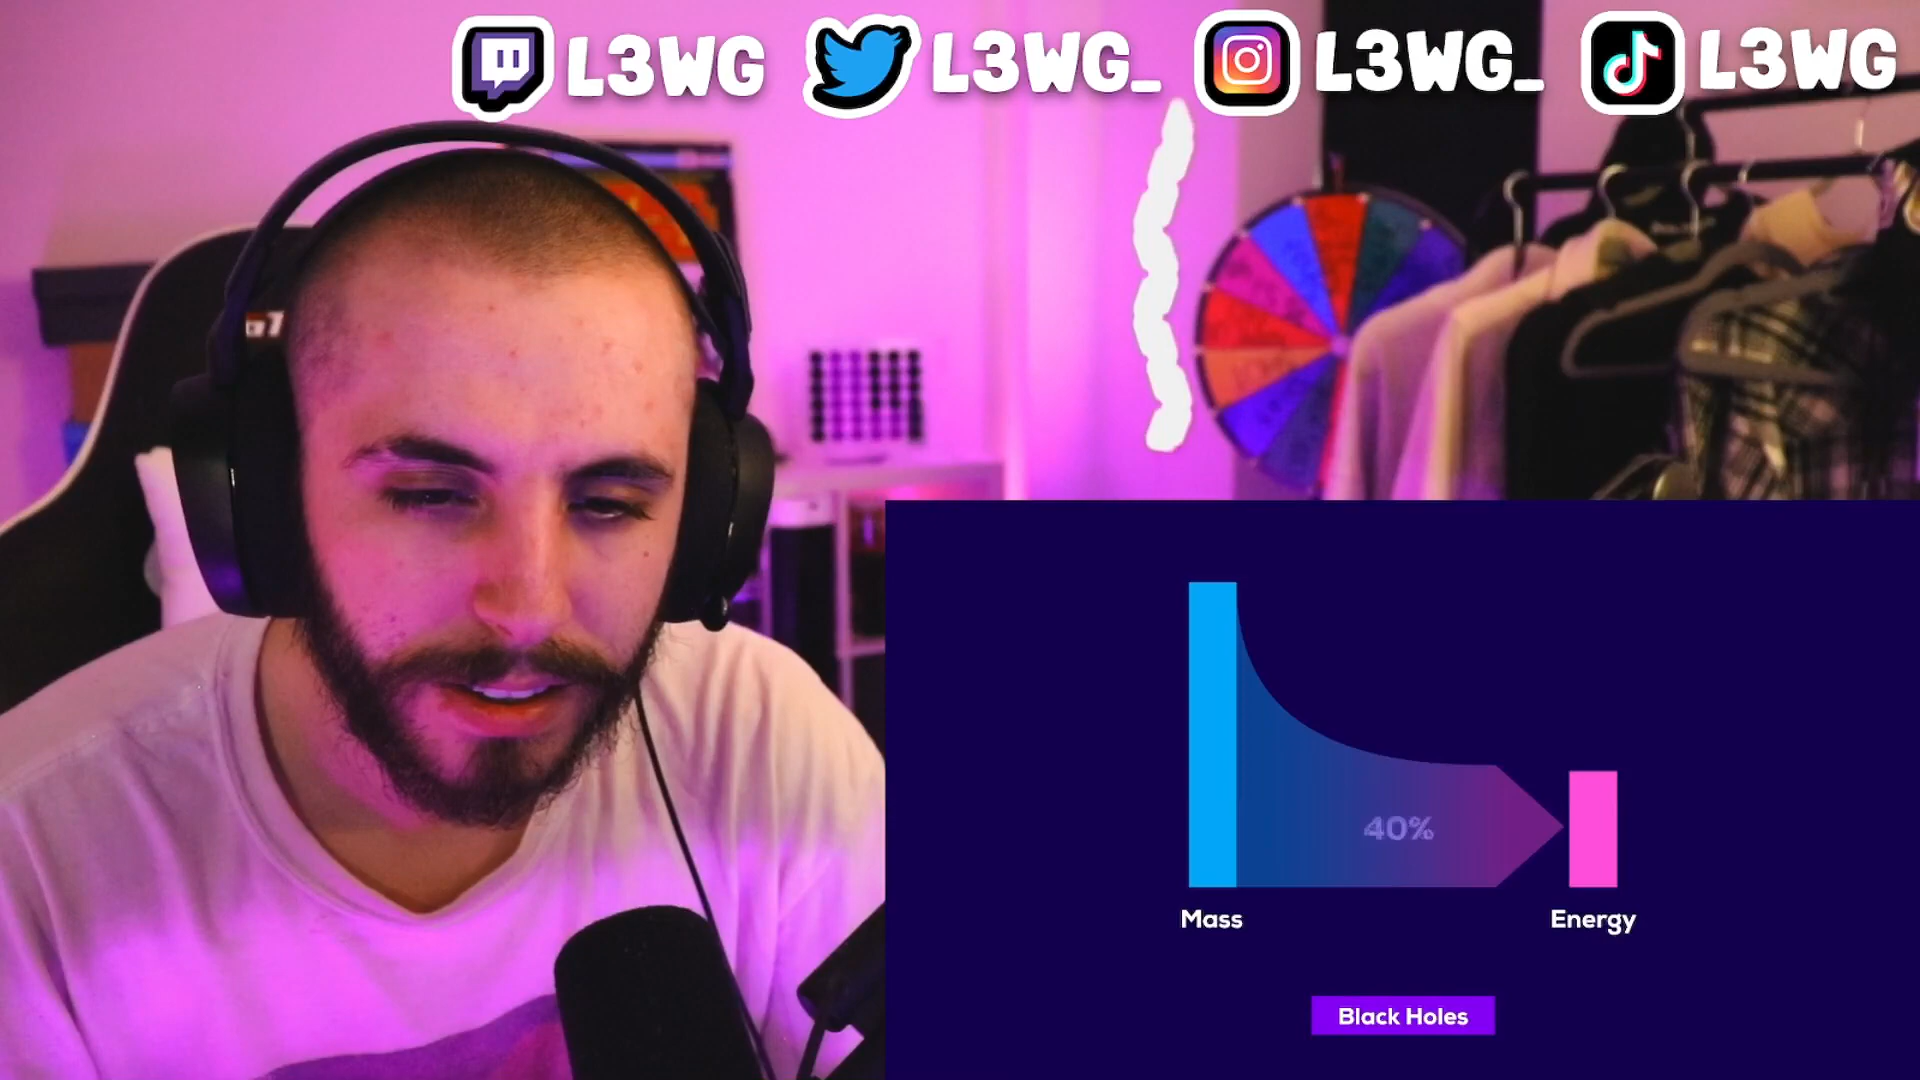 L3WG L3WG_ L3WG_ L3WG
40%
Mass Energy
Black Holes